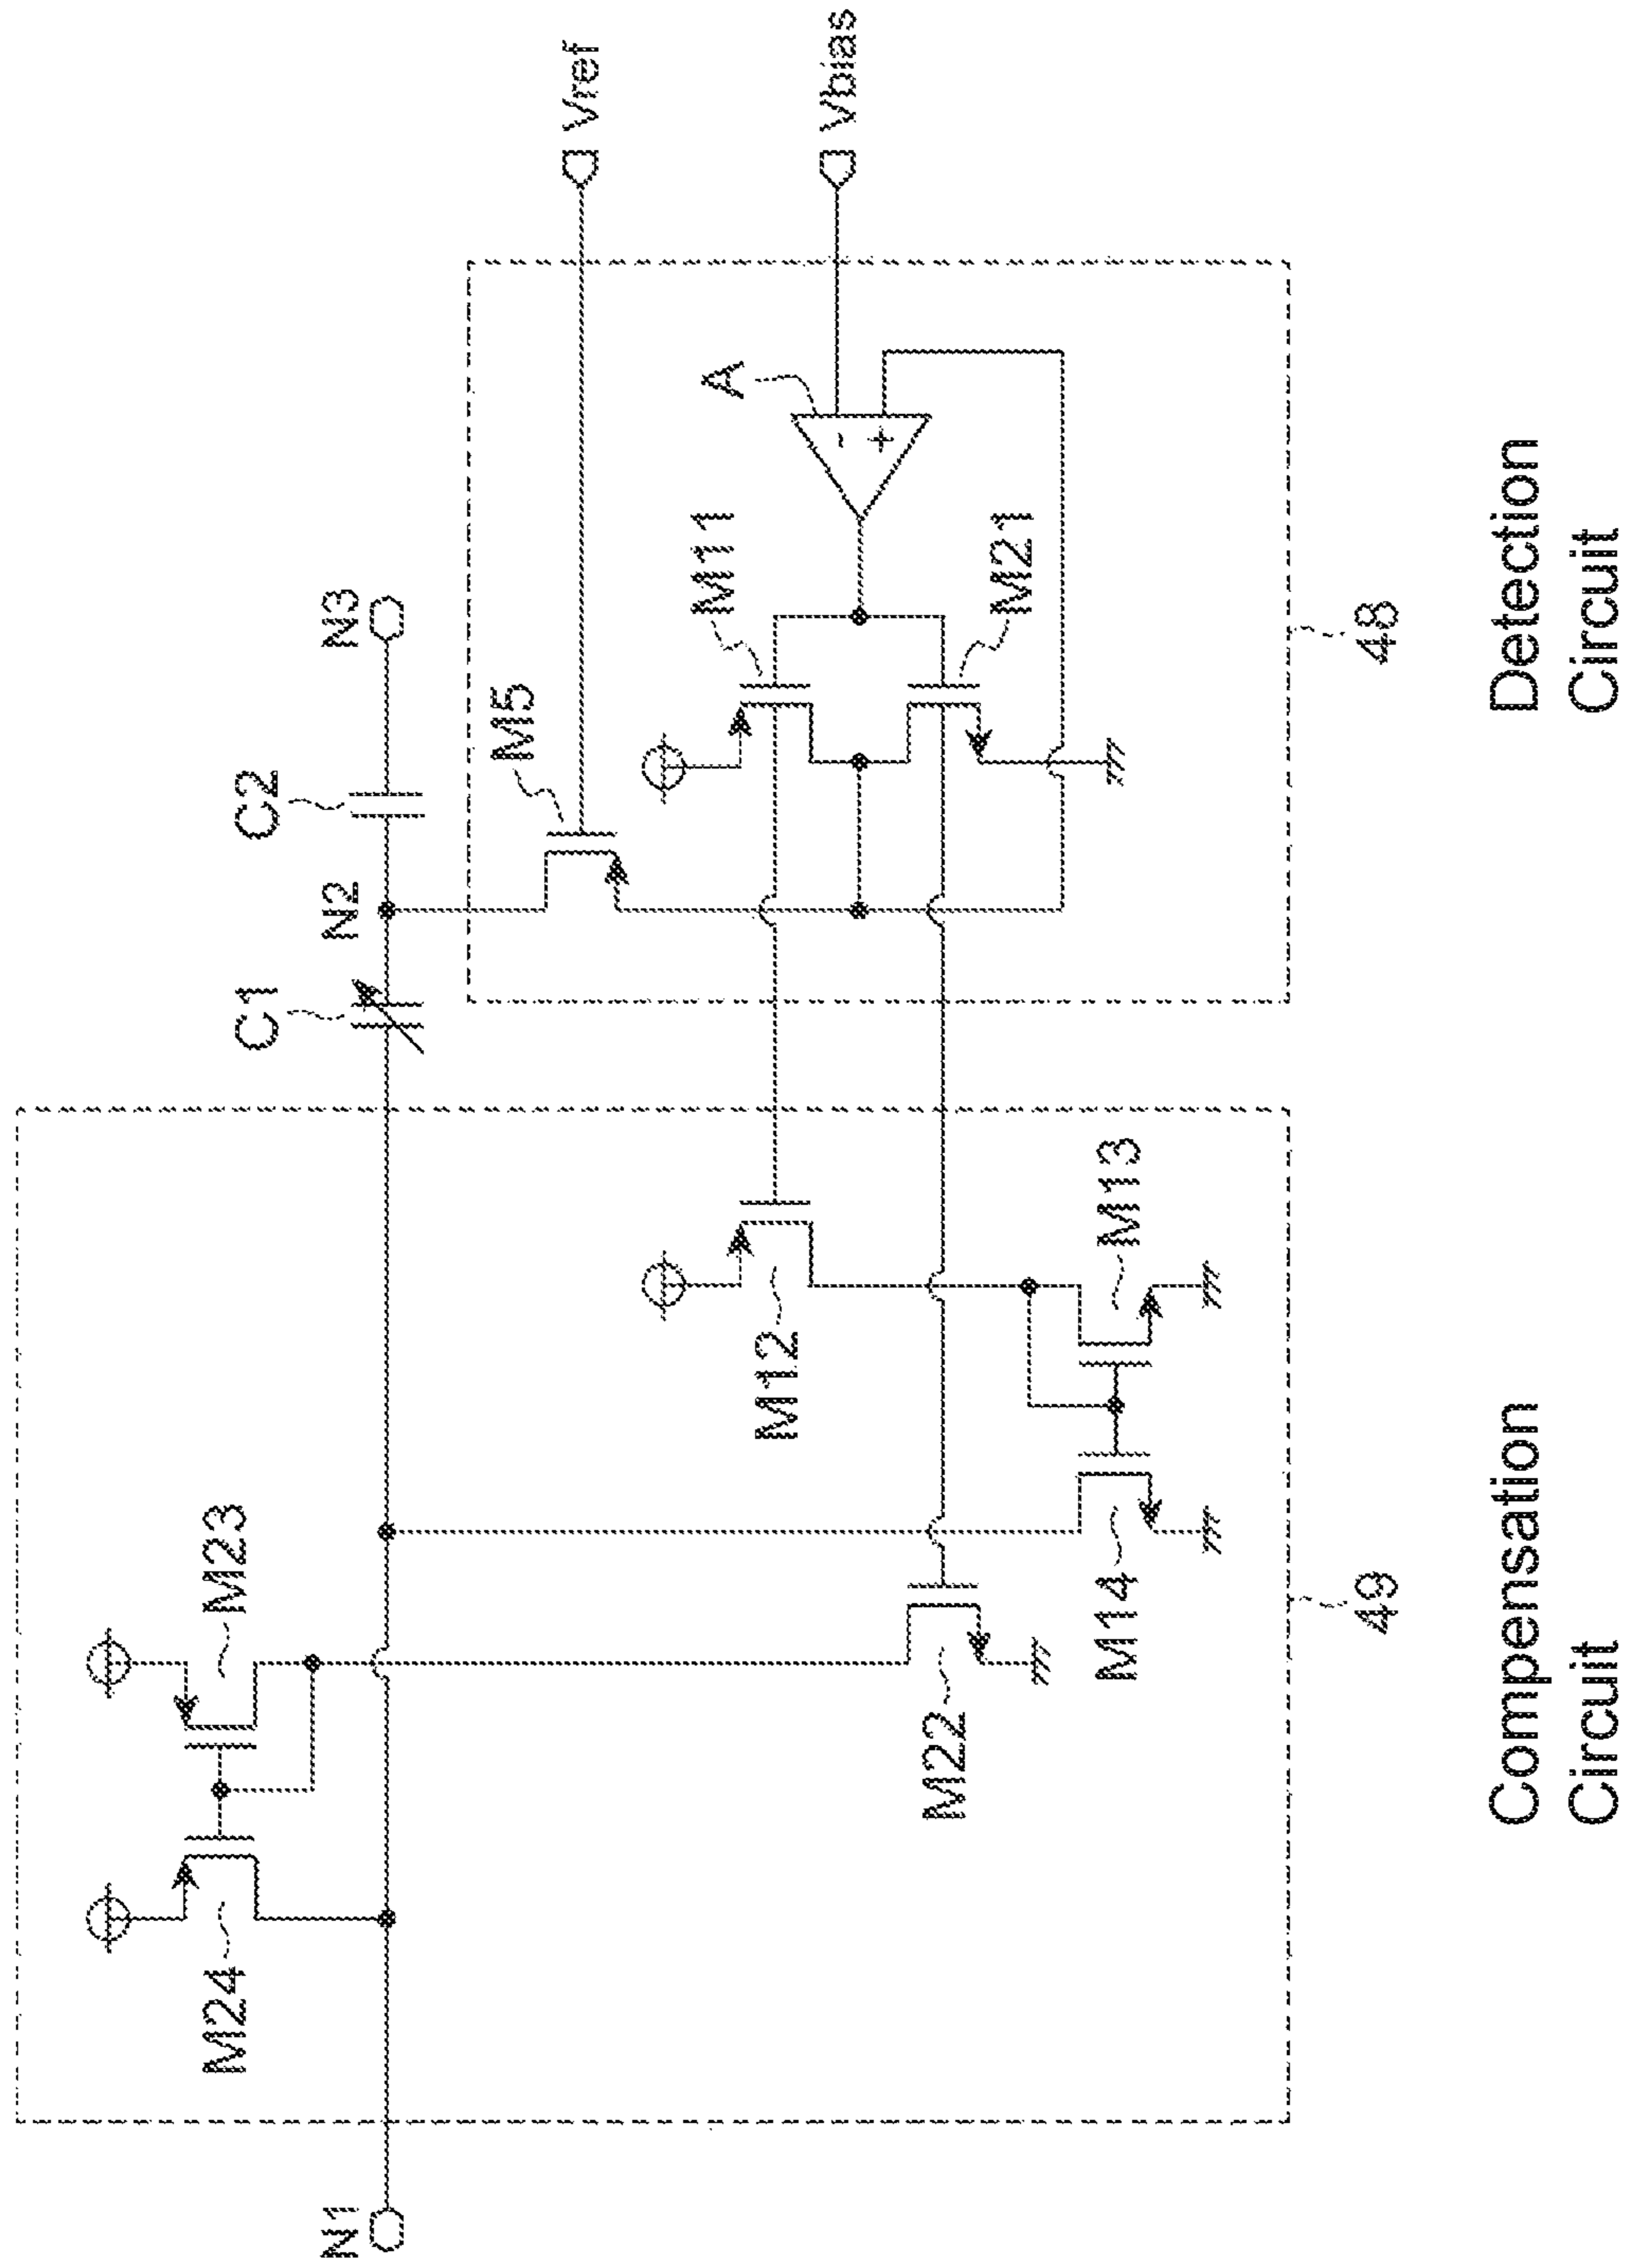 N1
M24
M23
C1
N2
C2
N3
M5
Vref
Vbias
A
-
+
M11
M21
M12
M22
M14
M13
49
48
Compensation
Circuit
Detection
Circuit